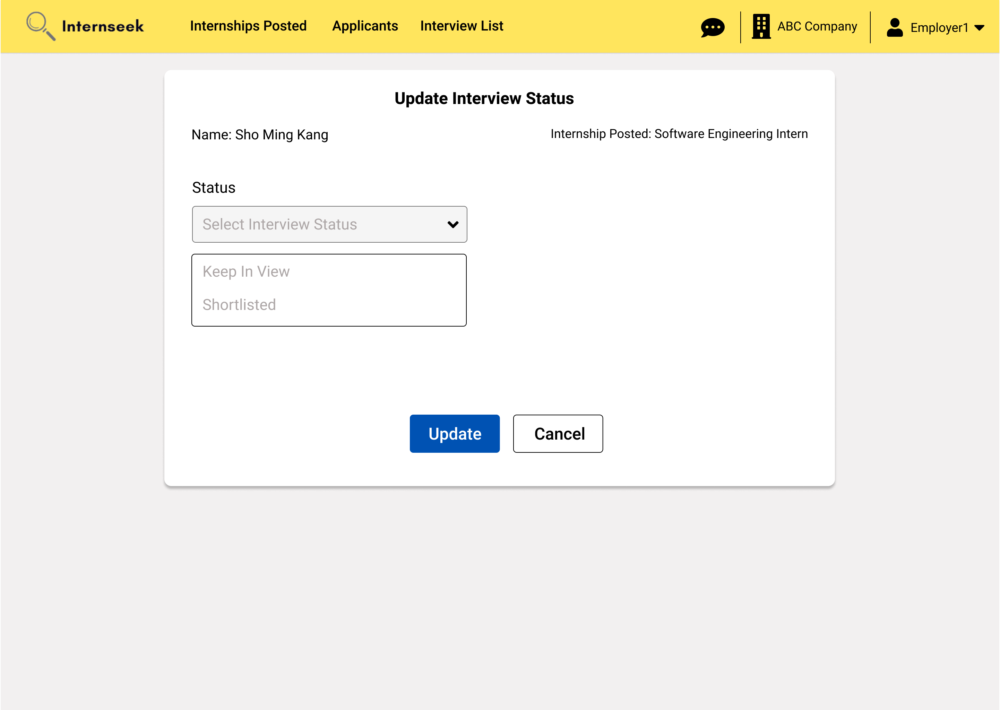 Internseek Internships Posted Applicants Interview List ABC Company Employer1
Update Interview Status
Name: Sho Ming Kang Internship Posted: Software Engineering Intern
Status
Select Interview Status
Keep In View
Shortlisted
Update Cancel